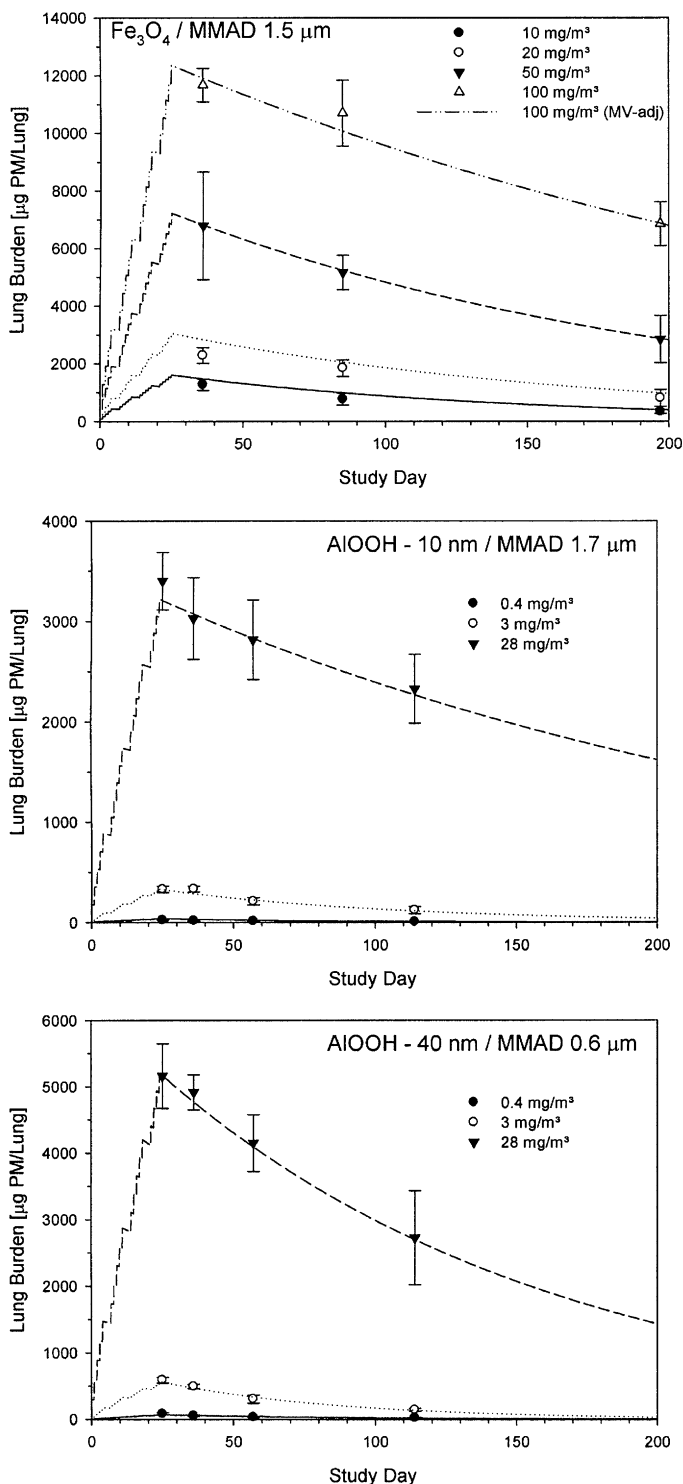 Fe₃O₄ / MMAD 1.5 µm
10 mg/m³
20 mg/m³
50 mg/m³
100 mg/m³
100 mg/m³ (MV-adj)
Lung Burden [µg PM/Lung]
14000
12000
10000
8000
6000
4000
2000
0
0 50 100 150 200
Study Day
AlOOH - 10 nm / MMAD 1.7 µm
0.4 mg/m³
3 mg/m³
28 mg/m³
Lung Burden [µg PM/Lung]
4000
3000
2000
1000
0
0 50 100 150 200
Study Day
AlOOH - 40 nm / MMAD 0.6 µm
0.4 mg/m³
3 mg/m³
28 mg/m³
Lung Burden [µg PM/Lung]
6000
5000
4000
3000
2000
1000
0
0 50 100 150 200
Study Day